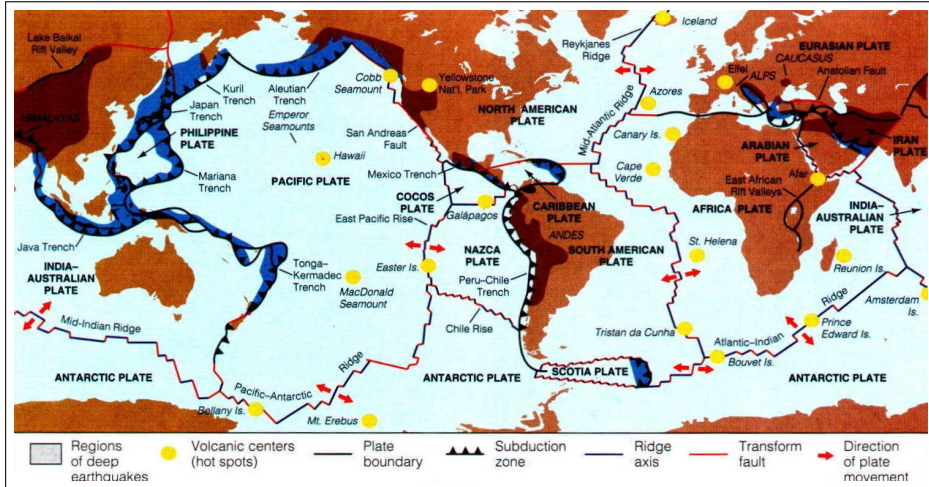 Iceland
Reykjanes
Ridge
EURASIAN PLATE
CAUCASUS
Lake Baikal
Rift Valley
Eifel
ALPS
Anatolian Fault
Kuril
Trench
Aleutian
Trench
Cobb
Seamount
Yellowstone
Nat'l. Park
Azores
Japan
Trench
Emperor
Seamounts
NORTH AMERICAN
PLATE
Mid-Atlantic Ridge
HIMALAYAS
PHILIPPINE
PLATE
San Andreas
Fault
Canary Is.
ARABIAN
PLATE
IRAN
PLATE
Hawaii
Mariana
Trench
PACIFIC PLATE
Mexico Trench
Cape
Verde
Afar
East African
Rift Valleys
COCOS
PLATE
CARIBBEAN
PLATE
AFRICA PLATE
INDIA–
AUSTRALIAN
PLATE
East Pacific Rise
Galápagos
Java Trench
ANDES
INDIA–
AUSTRALIAN
PLATE
Tonga-
Kermadec
Trench
Easter Is.
NAZCA
PLATE
SOUTH AMERICAN
PLATE
St. Helena
Reunion Is.
MacDonald
Seamount
Peru–Chile
Trench
Amsterdam
Is.
Mid-Indian Ridge
Chile Rise
Tristan da Cunha
Ridge
Prince
Edward Is.
Atlantic–Indian
Bouvet Is.
ANTARCTIC PLATE
Ridge
ANTARCTIC PLATE
SCOTIA PLATE
ANTARCTIC PLATE
Pacific–Antarctic
Bellany Is.
Mt. Erebus
Regions
of deep
earthquakes
Volcanic centers
(hot spots)
Plate
boundary
Subduction
zone
Ridge
axis
Transform
fault
Direction
of plate
movement